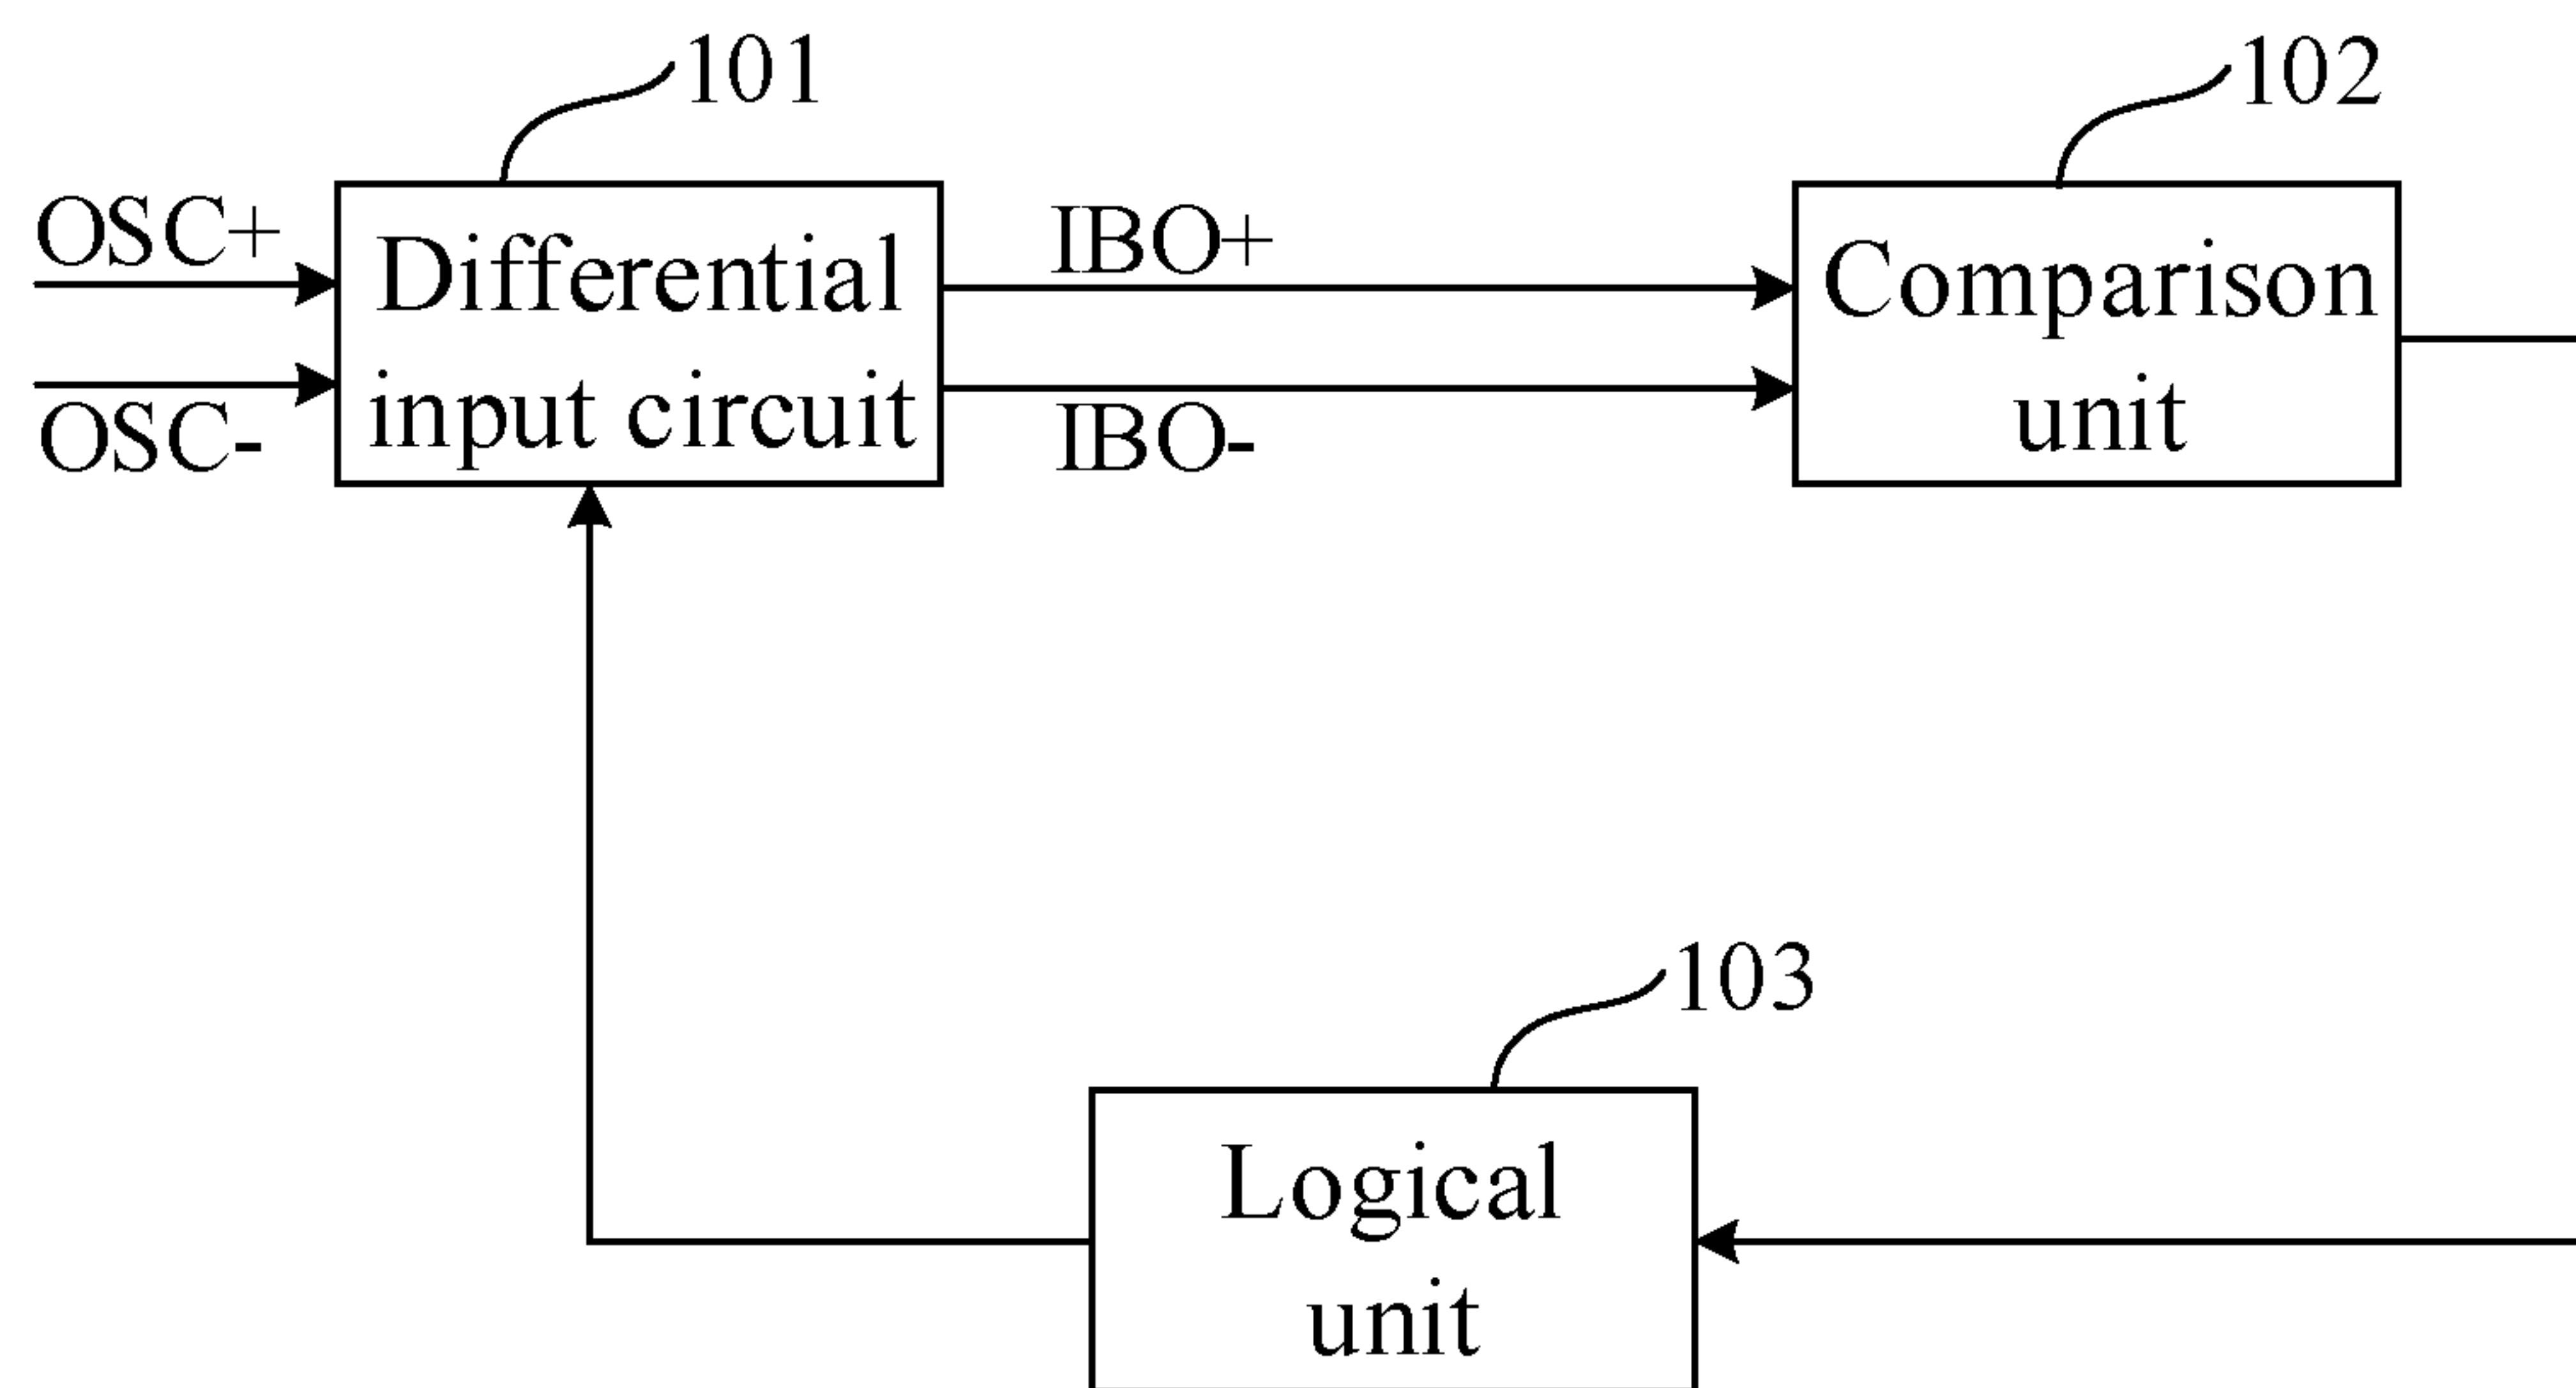 101
102
OSC+
Differential
input circuit
OSC-
IBO+
IBO-
Comparison
unit
103
Logical
unit